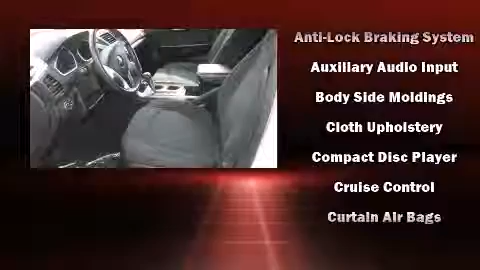 Anti-Lock Braking System
Auxiliary Audio Input
Body Side Moldings
Cloth Upholstery
Compact Disc Player
Cruise Control
Curtain Air Bags